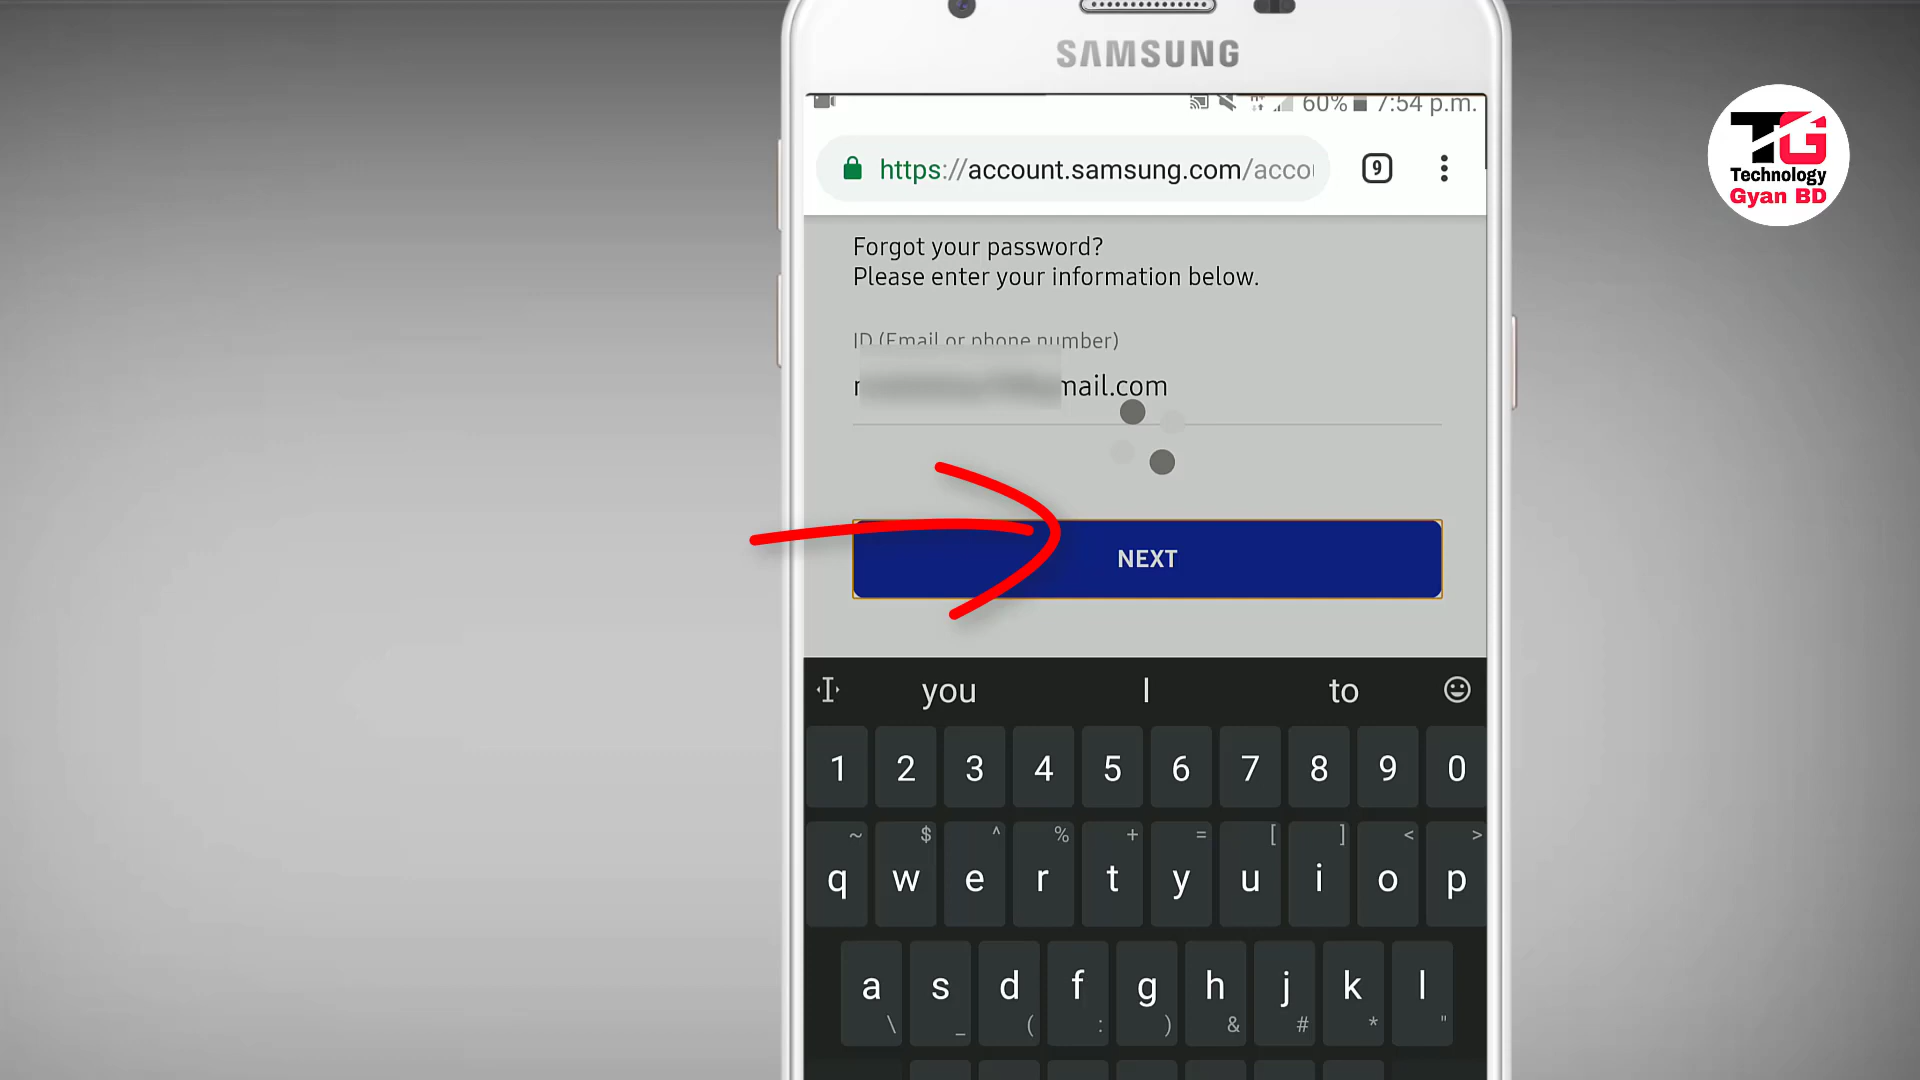 SAMSUNG
60% 7:54 p.m.
https://account.samsung.com/acco
9
TG
Technology
Gyan BD
Forgot your password?
Please enter your information below.
ID (Email or phone number)
mail.com
NEXT
you I to
1 2 3 4 5 6 7 8 9 0
~ $ ^ % + = [ ] < >
q w e r t y u i o p
a s d f g h j k l
\ _ ( : ) & # * "